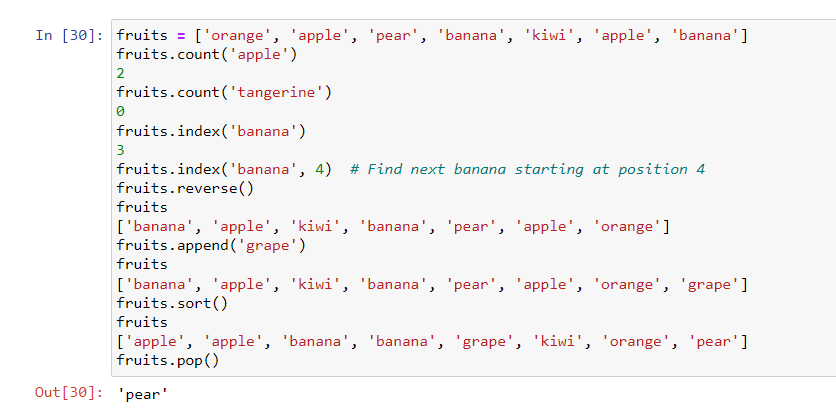 In [30]: fruits = ['orange', 'apple', 'pear', 'banana', 'kiwi', 'apple', 'banana']
fruits.count('apple')
2
fruits.count('tangerine')
0
fruits.index('banana')
3
fruits.index('banana', 4)  # Find next banana starting at position 4
fruits.reverse()
fruits
['banana', 'apple', 'kiwi', 'banana', 'pear', 'apple', 'orange']
fruits.append('grape')
fruits
['banana', 'apple', 'kiwi', 'banana', 'pear', 'apple', 'orange', 'grape']
fruits.sort()
fruits
['apple', 'apple', 'banana', 'banana', 'grape', 'kiwi', 'orange', 'pear']
fruits.pop()
Out[30]: 'pear'